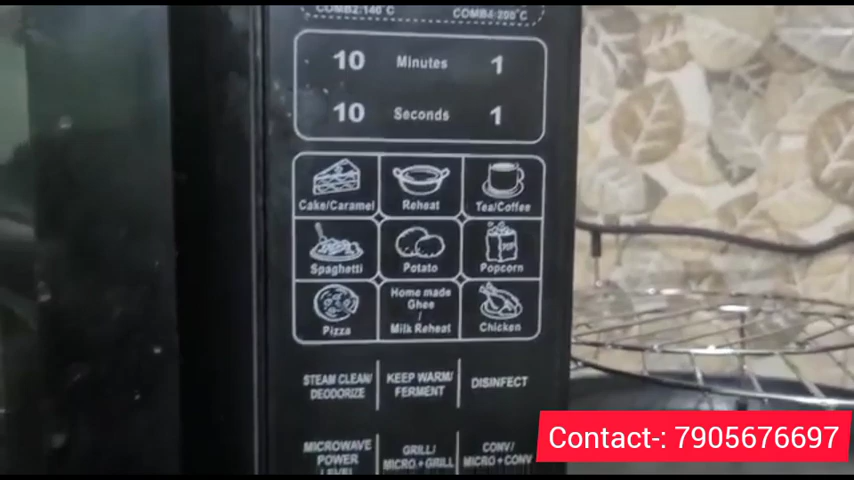 COMB2:140°C COMB4:200°C
10 Minutes 1
10 Seconds 1
Cake/Caramel Reheat Tea/Coffee
Spaghetti Potato Popcorn
Pizza Home made Ghee / Milk Reheat Chicken
STEAM CLEAN/ DEODORIZE KEEP WARM/ FERMENT DISINFECT
MICROWAVE POWER LEVEL GRILL/ MICRO+GRILL CONV/ MICRO+CONV
Contact-: 7905676697